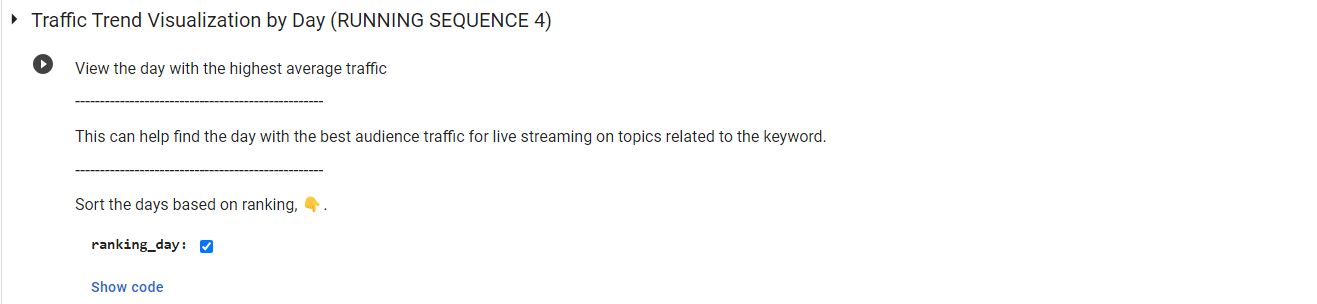 Traffic Trend Visualization by Day (RUNNING SEQUENCE 4)
View the day with the highest average traffic
--------------------------------------------------
This can help find the day with the best audience traffic for live streaming on topics related to the keyword.
--------------------------------------------------
Sort the days based on ranking, 👇 .
ranking_day:
Show code